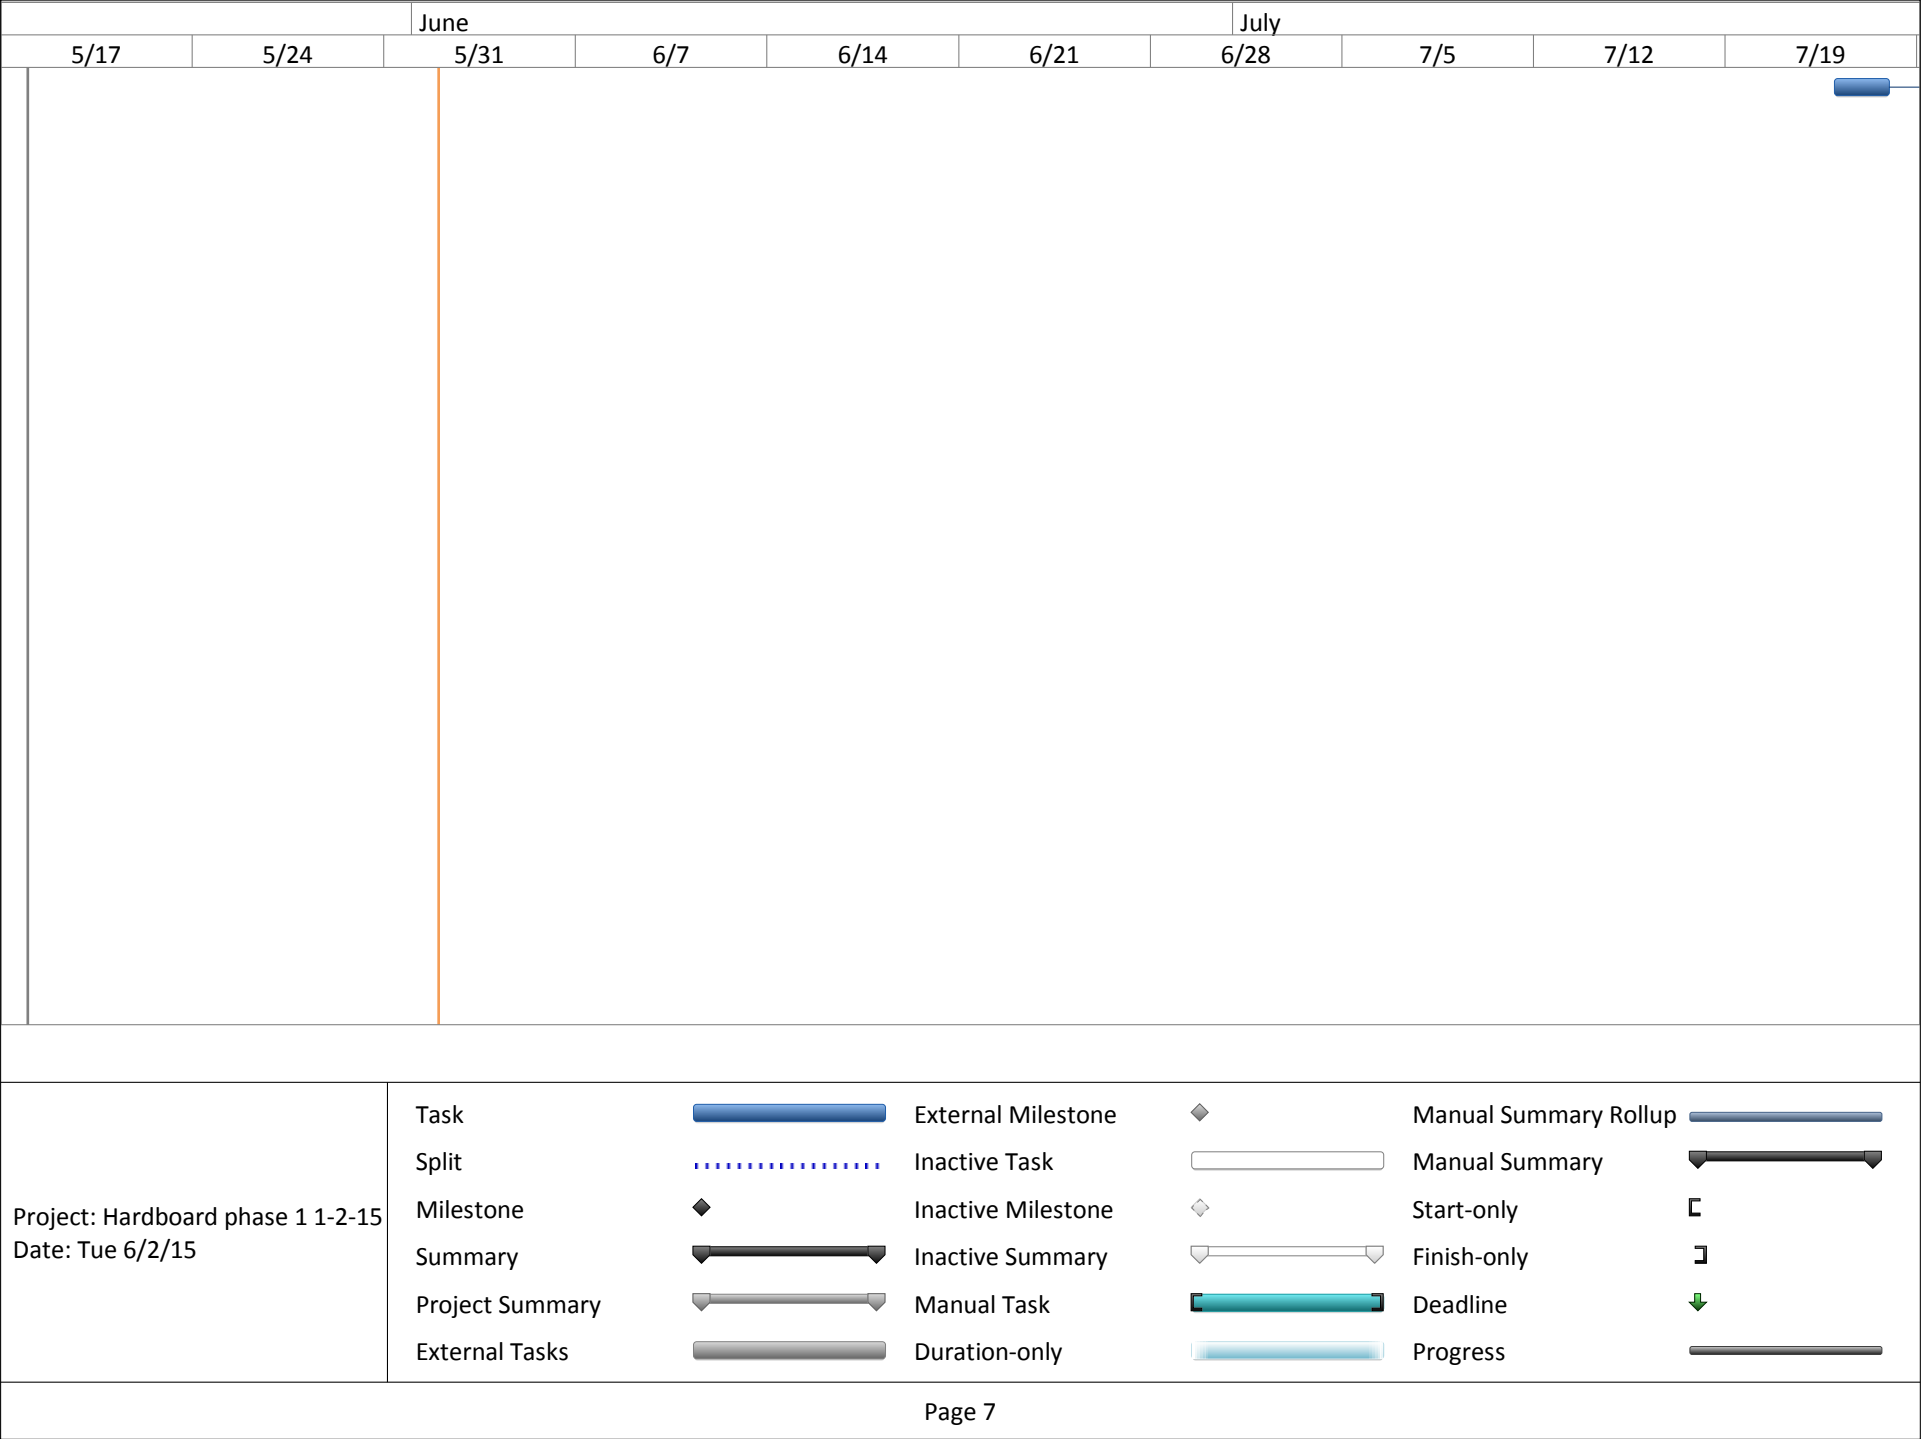 June July
5/17 5/24 5/31 6/7 6/14 6/21 6/28 7/5 7/12 7/19
Project: Hardboard phase 1 1-2-15
Date: Tue 6/2/15
Task
Split
Milestone
Summary
Project Summary
External Tasks
External Milestone
Inactive Task
Inactive Milestone
Inactive Summary
Manual Task
Duration-only
Manual Summary Rollup
Manual Summary
Start-only
Finish-only
Deadline
Progress
Page 7